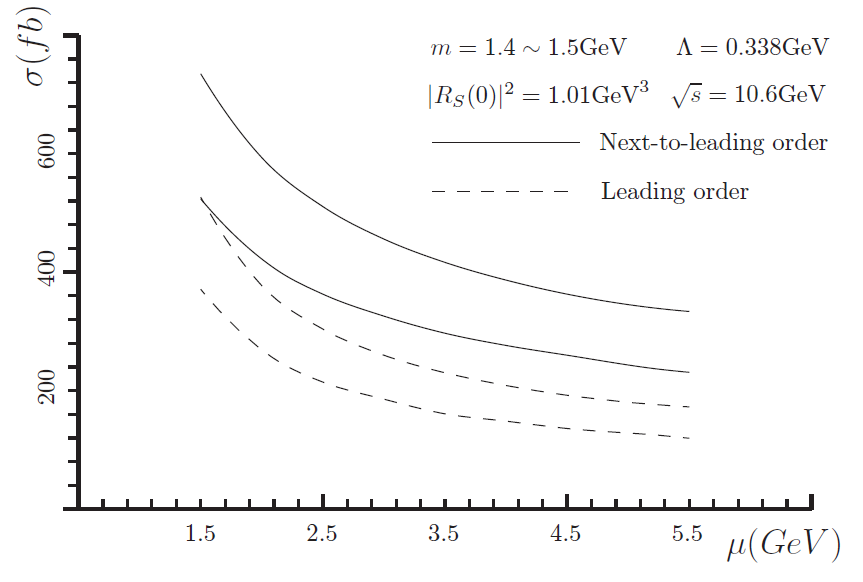 σ(fb)
m = 1.4 ∼ 1.5GeV Λ = 0.338GeV
|R_S(0)|² = 1.01GeV³ √s = 10.6GeV
Next-to-leading order
Leading order
600
400
200
1.5 2.5 3.5 4.5 5.5
μ(GeV)